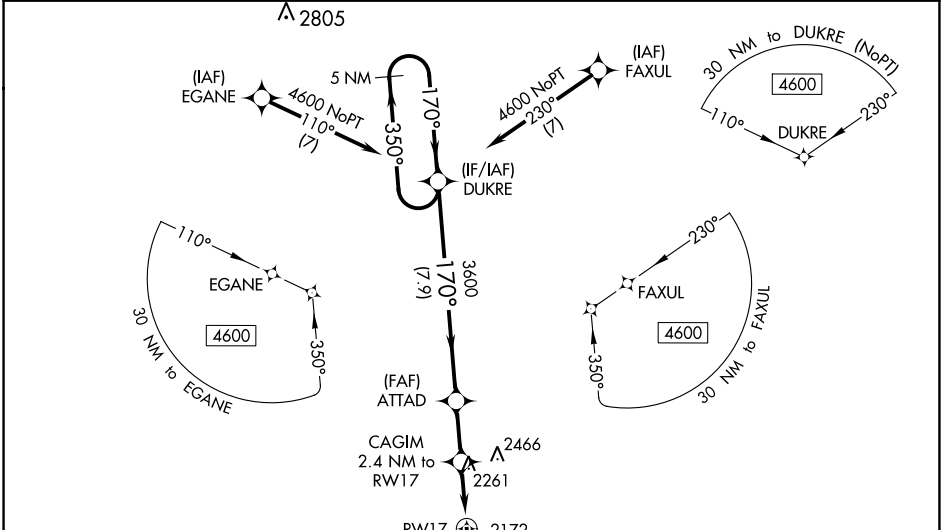 2805
(IAF)
EGANE
4600 NoPT
110°
(7)
5 NM
350°
170°
(IAF)
FAXUL
4600 NoPT
230°
(7)
(IF/IAF)
DUKRE
30 NM to DUKRE (NoPT)
4600
110°
230°
DUKRE
110°
EGANE
4600
350°
30 NM to EGANE
3600
170°
(7.9)
230°
FAXUL
4600
350°
30 NM to FAXUL
(FAF)
ATTAD
CAGIM
2.4 NM to
RW17
2466
2261
RW17
2172